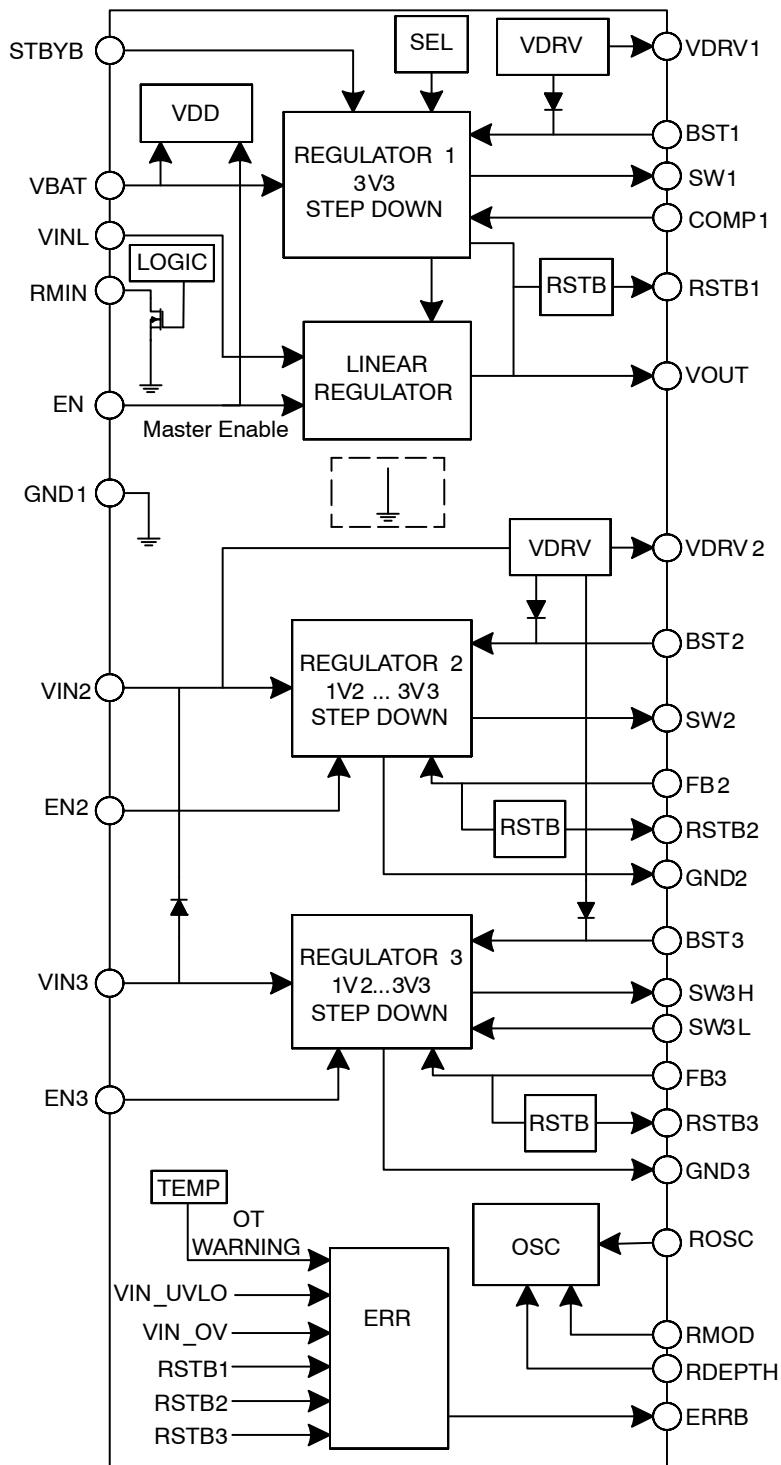 STBYB
SEL
VDRV
VDRV1
VDD
BST1
REGULATOR 1
3V3
STEP DOWN
VBAT
SW1
VINL
COMP1
LOGIC
RMIN
RSTB
RSTB1
LINEAR
REGULATOR
VOUT
EN
Master Enable
GND1
VDRV
VDRV2
BST2
REGULATOR 2
1V2 ... 3V3
STEP DOWN
VIN2
SW2
FB2
EN2
RSTB
RSTB2
GND2
BST3
REGULATOR 3
1V2...3V3
STEP DOWN
VIN3
SW3H
SW3L
FB3
EN3
RSTB
RSTB3
GND3
TEMP
OT
WARNING
OSC
ROSC
VIN_UVLO
ERR
VIN_OV
RMOD
RSTB1
RDEPTH
RSTB2
ERRB
RSTB3